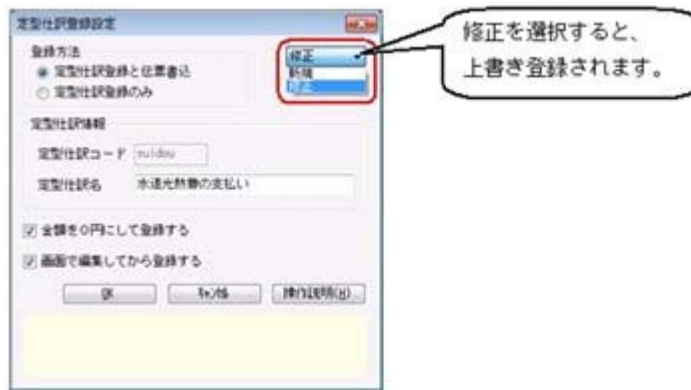 定型仕訳登録設定
登録方法
定型仕訳登録と伝票書込
定型仕訳登録のみ
修正
新規
修正
定型仕訳情報
定型仕訳コード suidou
定型仕訳名 水道光熱費の支払い
金額を0円にして登録する
画面で編集してから登録する
OK キャンセル 操作説明(H)
修正を選択すると、
上書き登録されます。